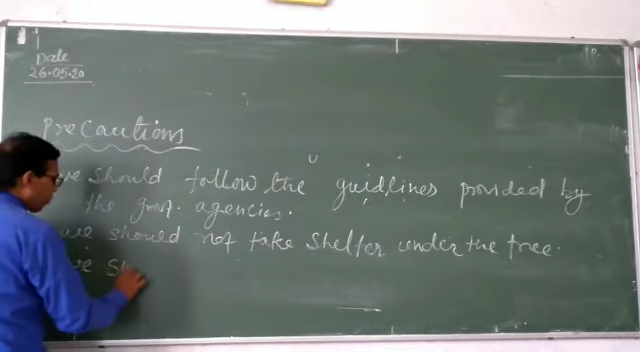 Date
26.05.20
Precautions
we should follow the guidlines provided by
the govt. agencies.
we should not take shelter under the tree.
we sh